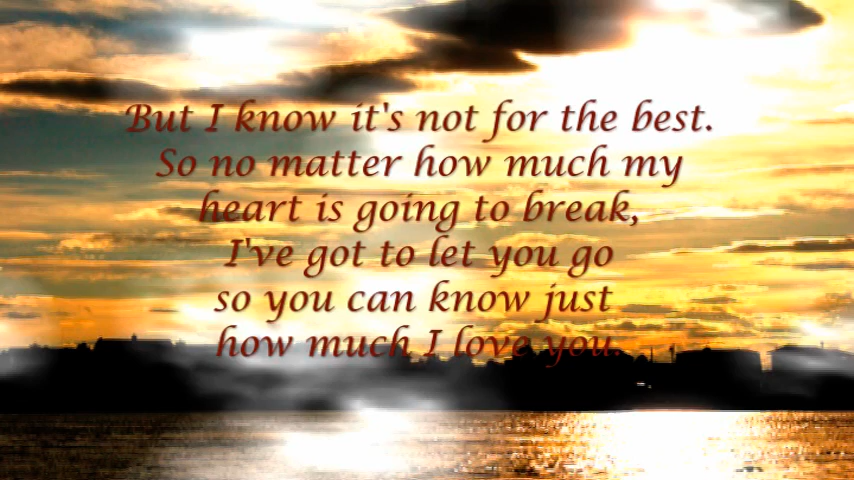 But I know it's not for the best.
So no matter how much my
heart is going to break,
I've got to let you go
so you can know just
how much I love you.